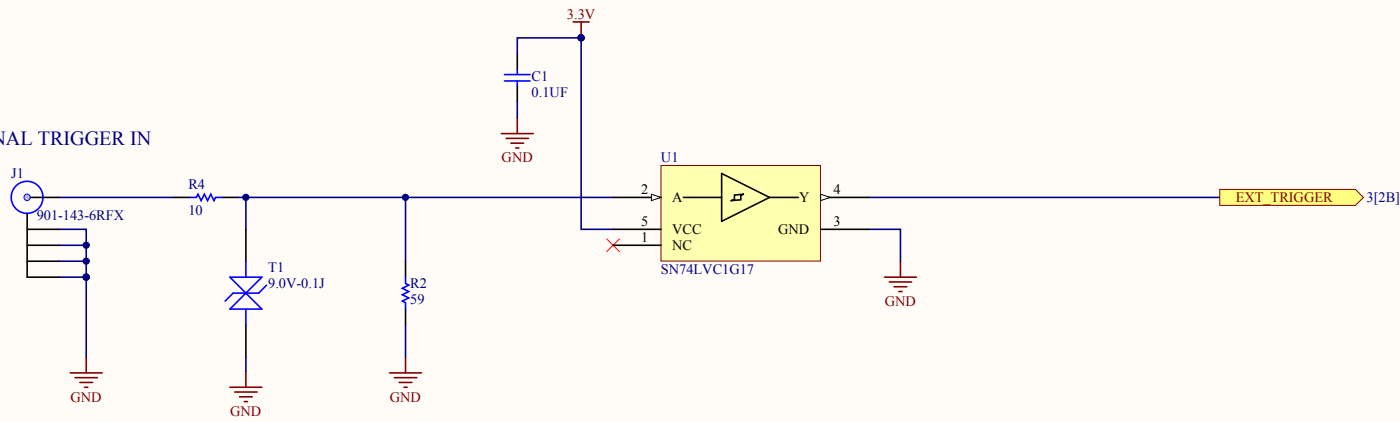 3.3V
C1
0.1UF
GND
NAL TRIGGER IN
J1
901-143-6RFX
R4
10
U1
2
A
Y
4
5
VCC
GND
3
1
NC
SN74LVC1G17
EXT_TRIGGER
3[2B]
T1
9.0V-0.1J
R2
59
GND
GND
GND
GND